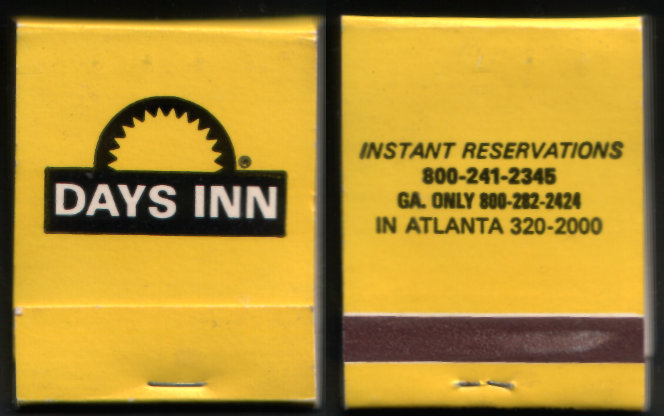 DAYS INN
®
INSTANT RESERVATIONS
800-241-2345
GA. ONLY 800-282-2424
IN ATLANTA 320-2000